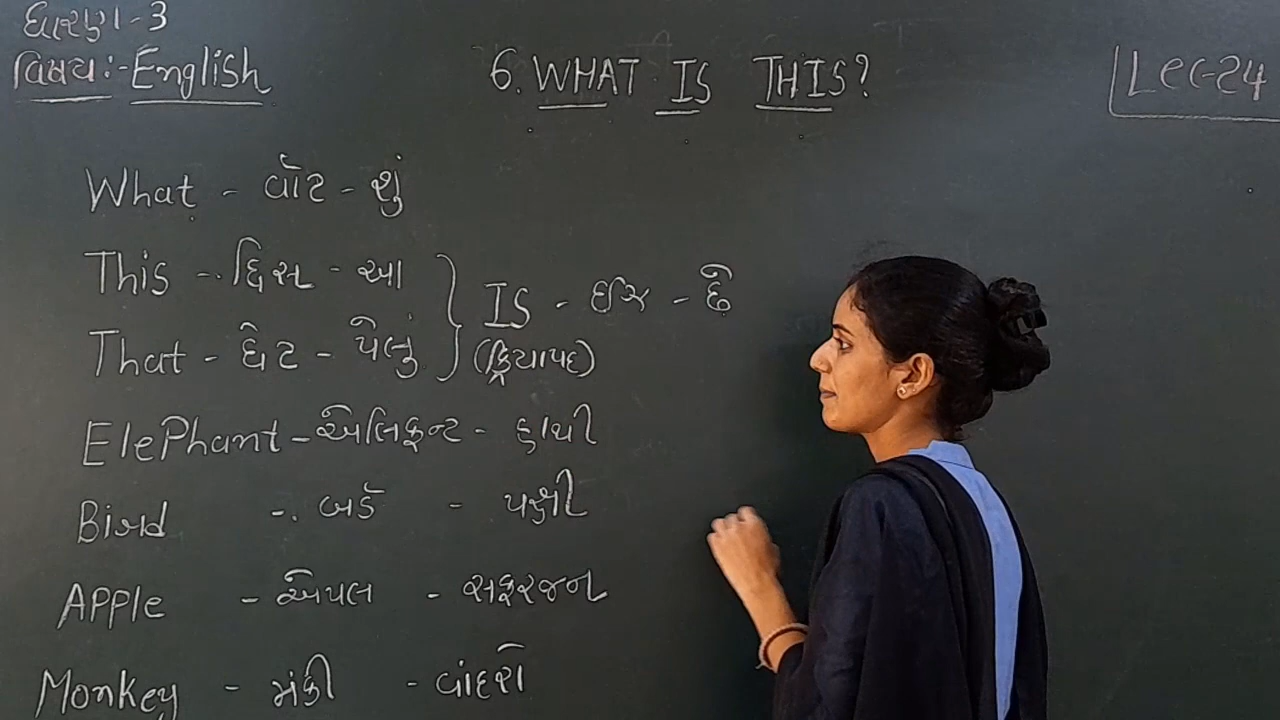 ધોરણ-3
વિષય:-English
6. WHAT IS THIS?
Lec-24
What - વોટ - શું
This - ધિસ - આ
That - ધેટ - પેલું
IS - ઈઝ - છે
(ક્રિયાપદ)
ElePhant - એલિફન્ટ - હાથી
Bird - બર્ડ - પક્ષી
APPle - એપલ - સફરજન
Monkey - મંકી - વાંદરો